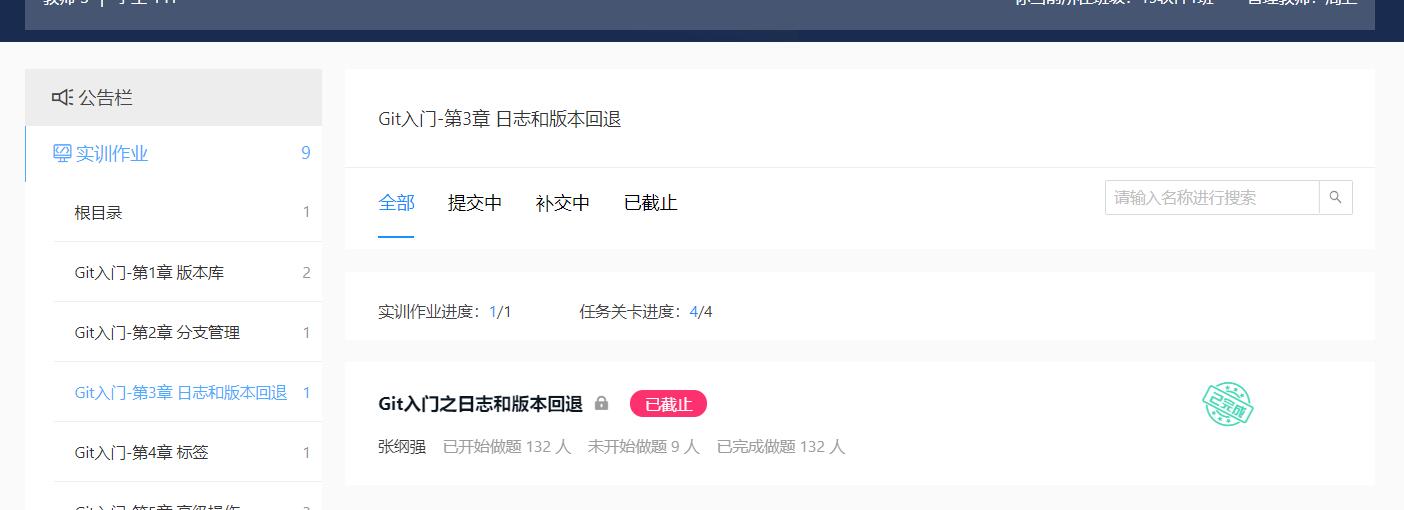 公告栏
实训作业 9
根目录 1
Git入门-第1章 版本库 2
Git入门-第2章 分支管理 1
Git入门-第3章 日志和版本回退 1
Git入门-第4章 标签 1
Git入门-第3章 日志和版本回退
全部 提交中 补交中 已截止
请输入名称进行搜索
实训作业进度：1/1 任务关卡进度：4/4
Git入门之日志和版本回退 已截止
已完成
张纲强 已开始做题 132 人 未开始做题 9 人 已完成做题 132 人